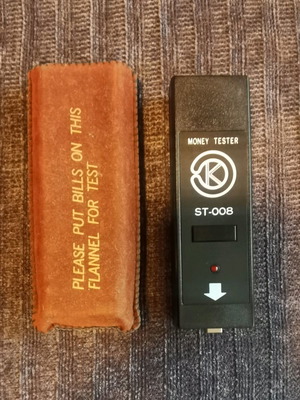 PLEASE PUT BILLS ON THIS
FLANNEL FOR TEST
MONEY TESTER
K
ST-008